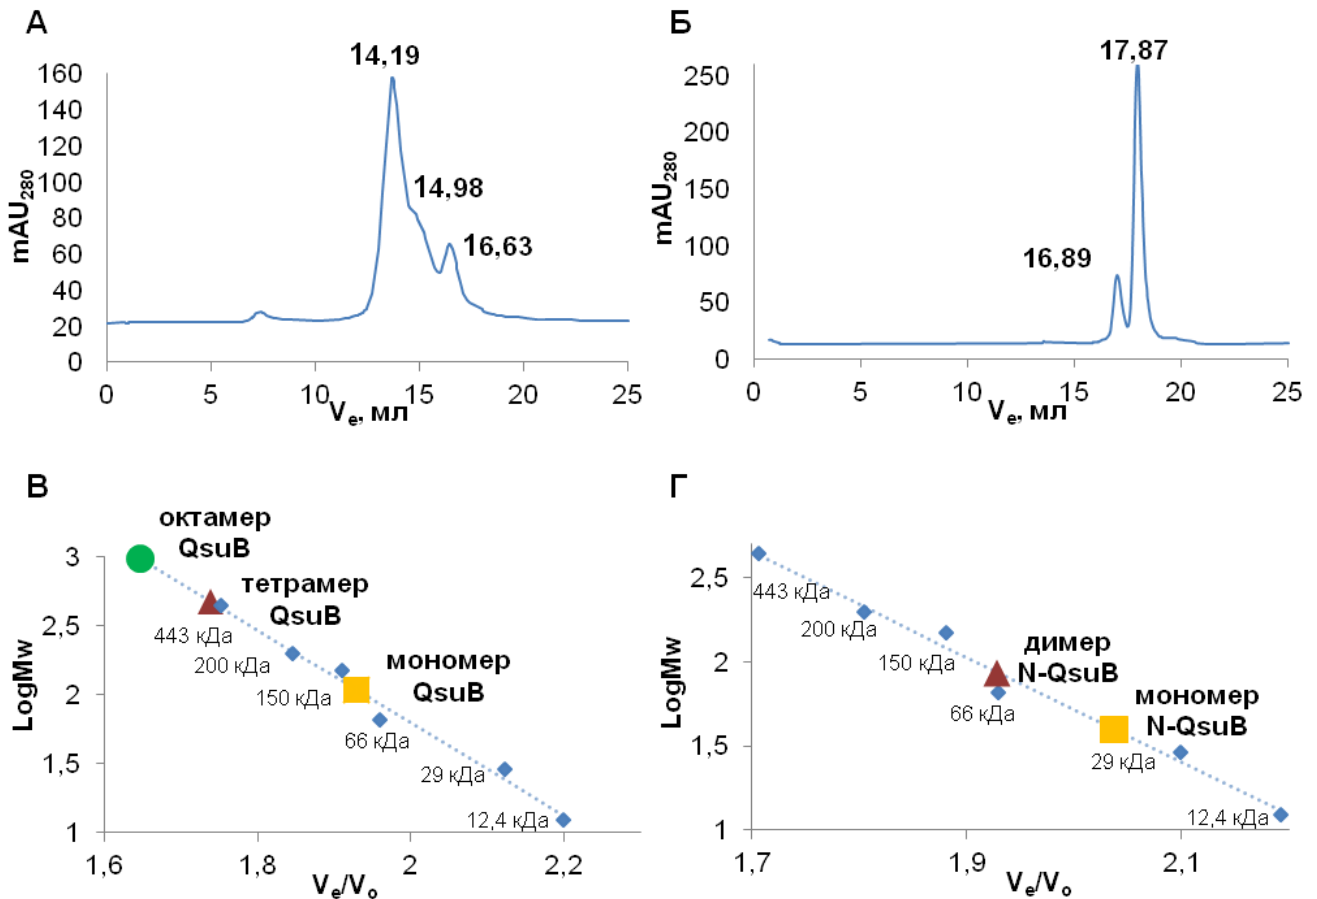 А
14,19
160
140
120
100
80
60
40
20
0
mAU280
14,98
16,63
0
5
10
15
20
25
Ve, мл
Б
17,87
250
200
150
100
50
0
mAU280
16,89
0
5
10
15
20
25
Ve, мл
В
октамер
QsuB
тетрамер
QsuB
мономер
QsuB
3
2,5
2
1,5
1
LogMw
443 кДа
200 кДа
150 кДа
66 кДа
29 кДа
12,4 кДа
1,6
1,8
2
2,2
Ve/Vo
Г
2,5
2
1,5
1
LogMw
443 кДа
200 кДа
150 кДа
димер
N-QsuB
66 кДа
мономер
N-QsuB
29 кДа
12,4 кДа
1,7
1,9
2,1
Ve/Vo